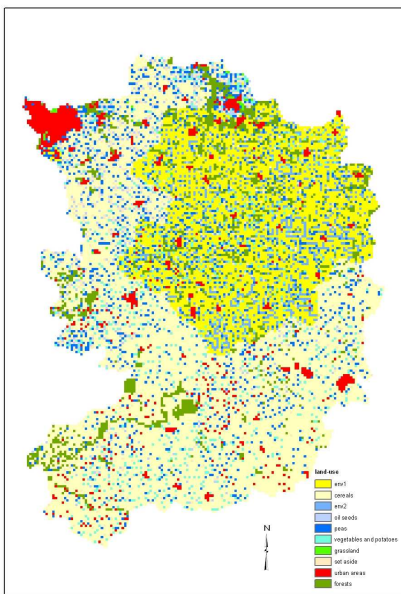 land-use
env1
cereals
env2
oil seeds
peas
vegetables and potatoes
grassland
set aside
urban areas
forests
N